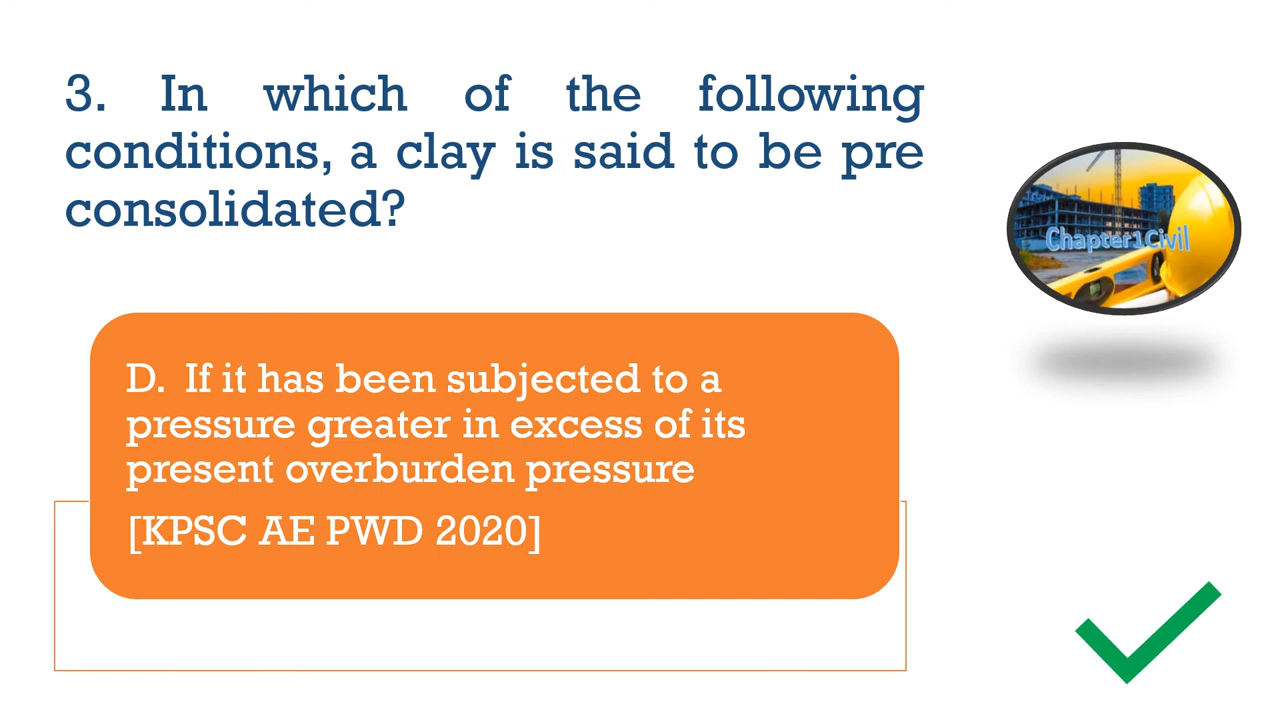 3. In which of the following
conditions, a clay is said to be pre
consolidated?
Chapter1Civil
D. If it has been subjected to a
pressure greater in excess of its
present overburden pressure
[KPSC AE PWD 2020]